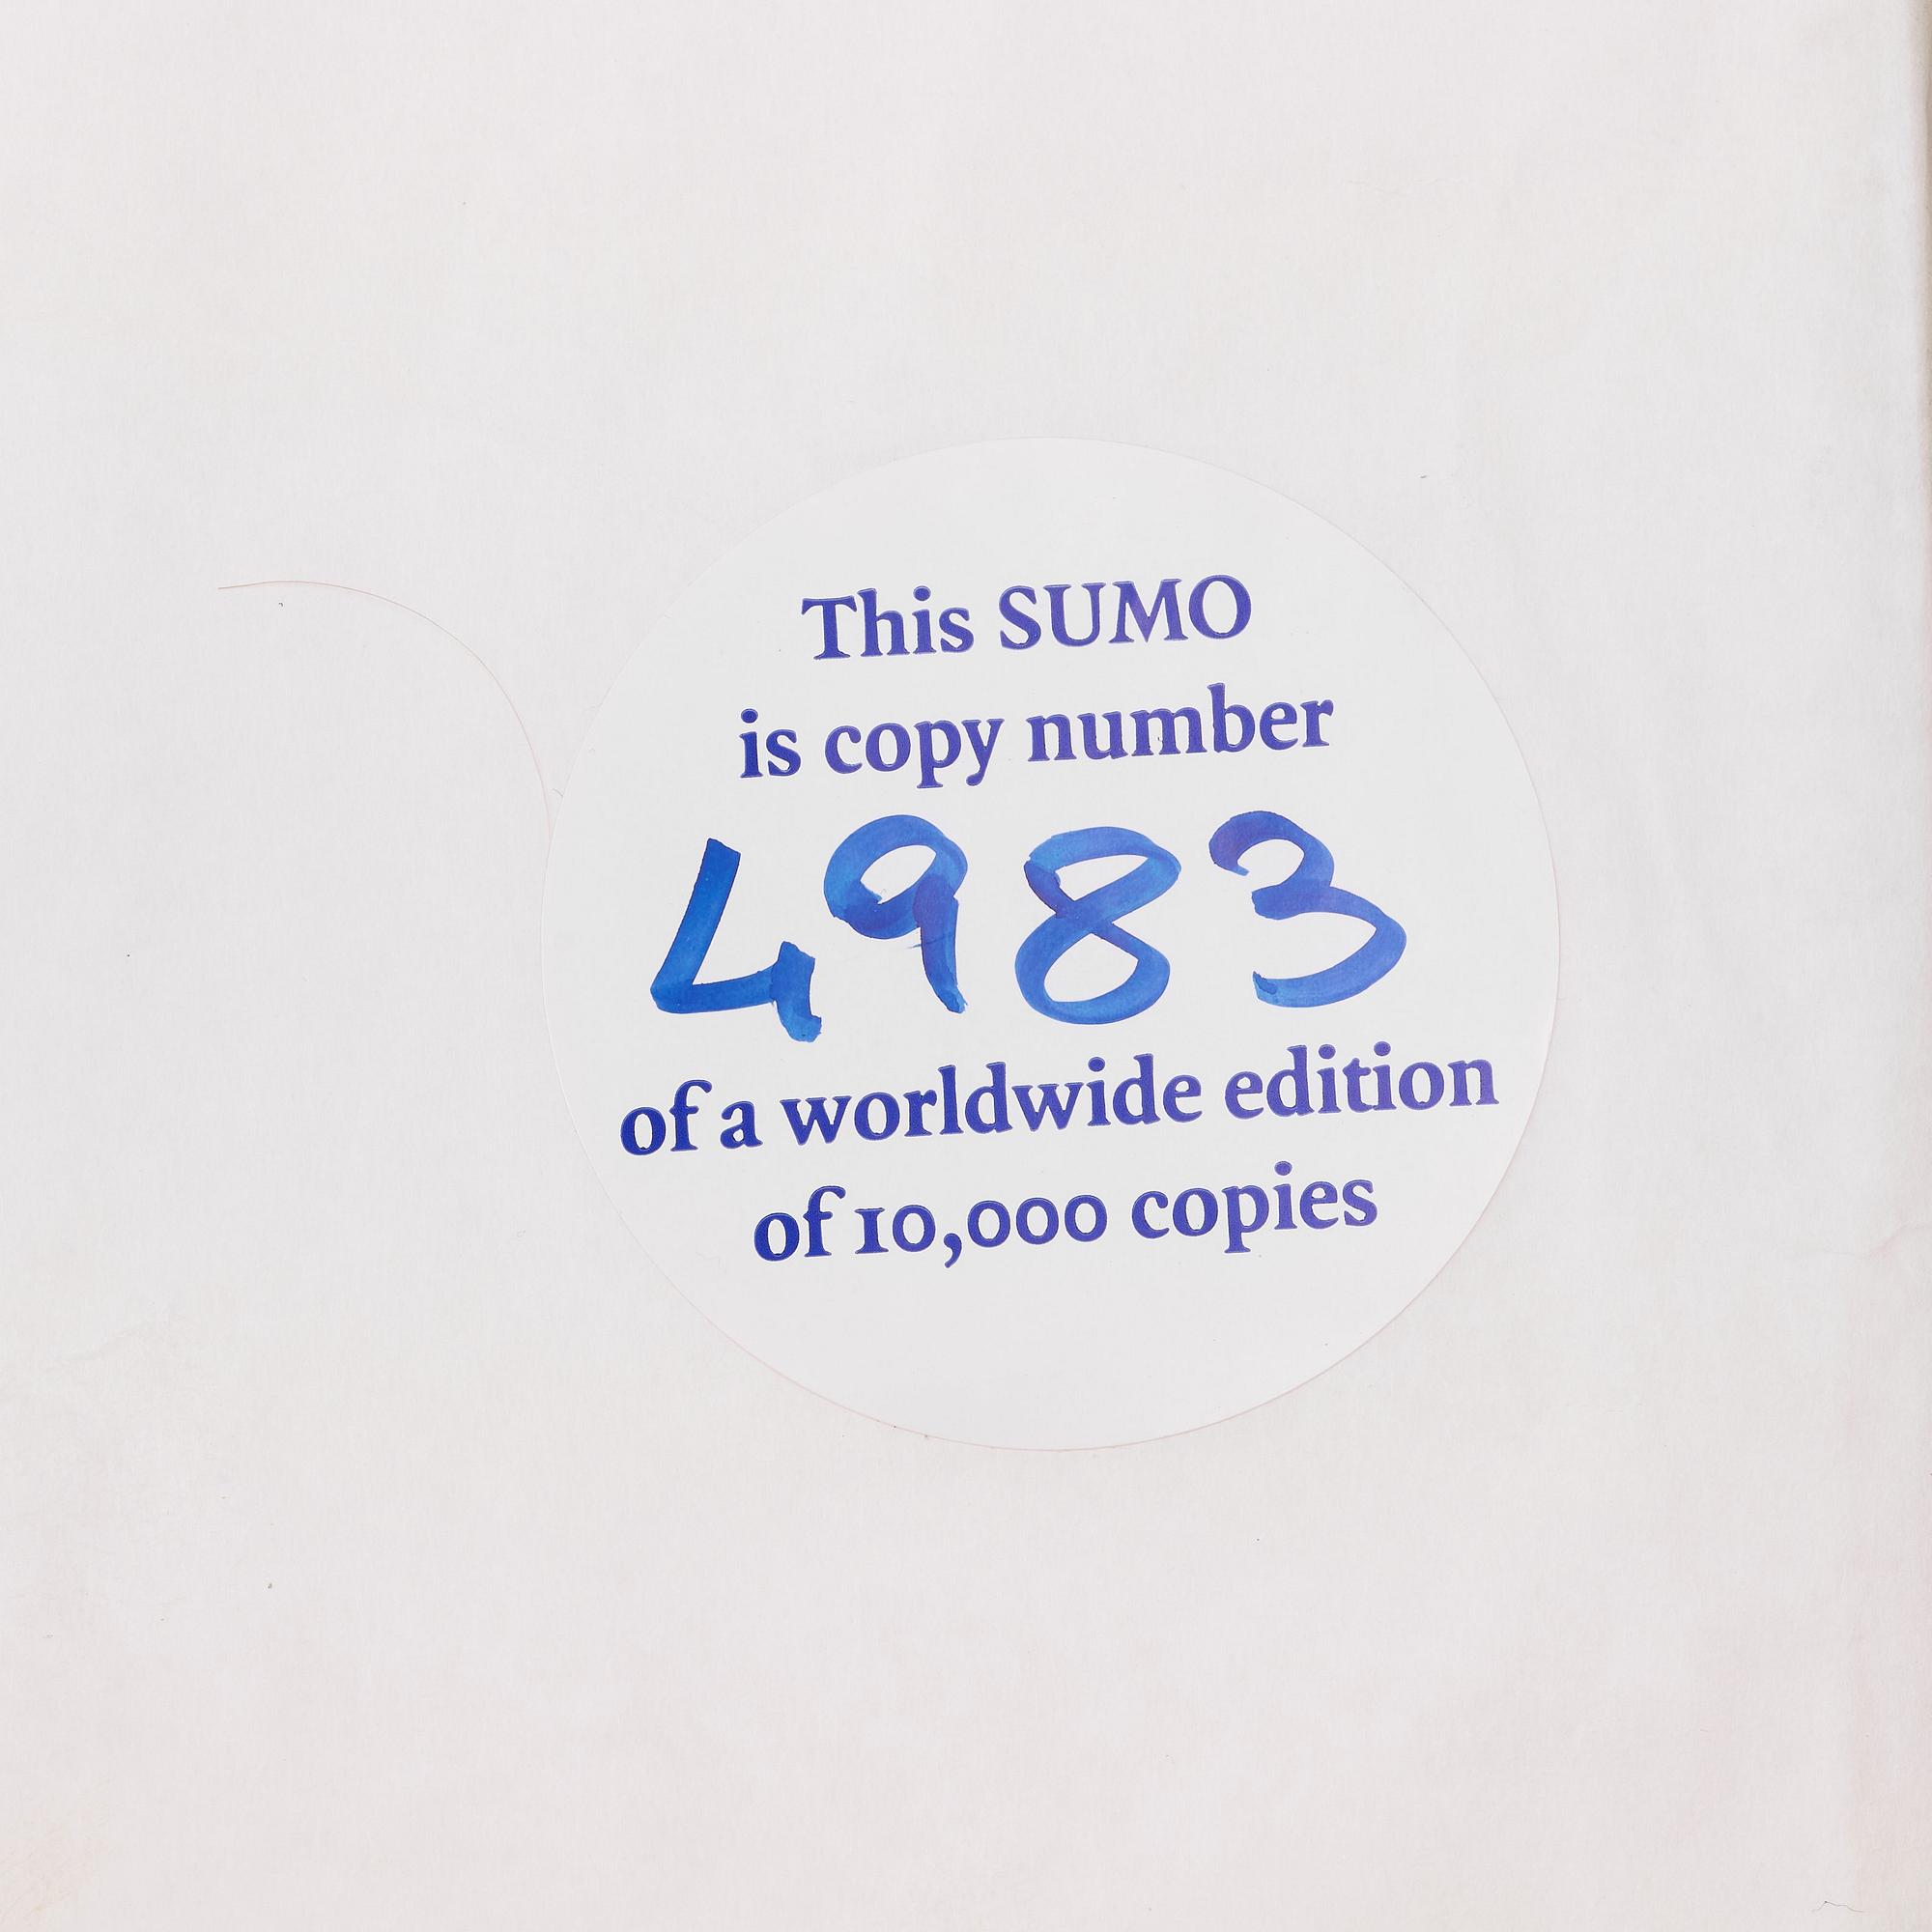 This SUMO
is copy number
4983
of a worldwide edition
of 10,000 copies